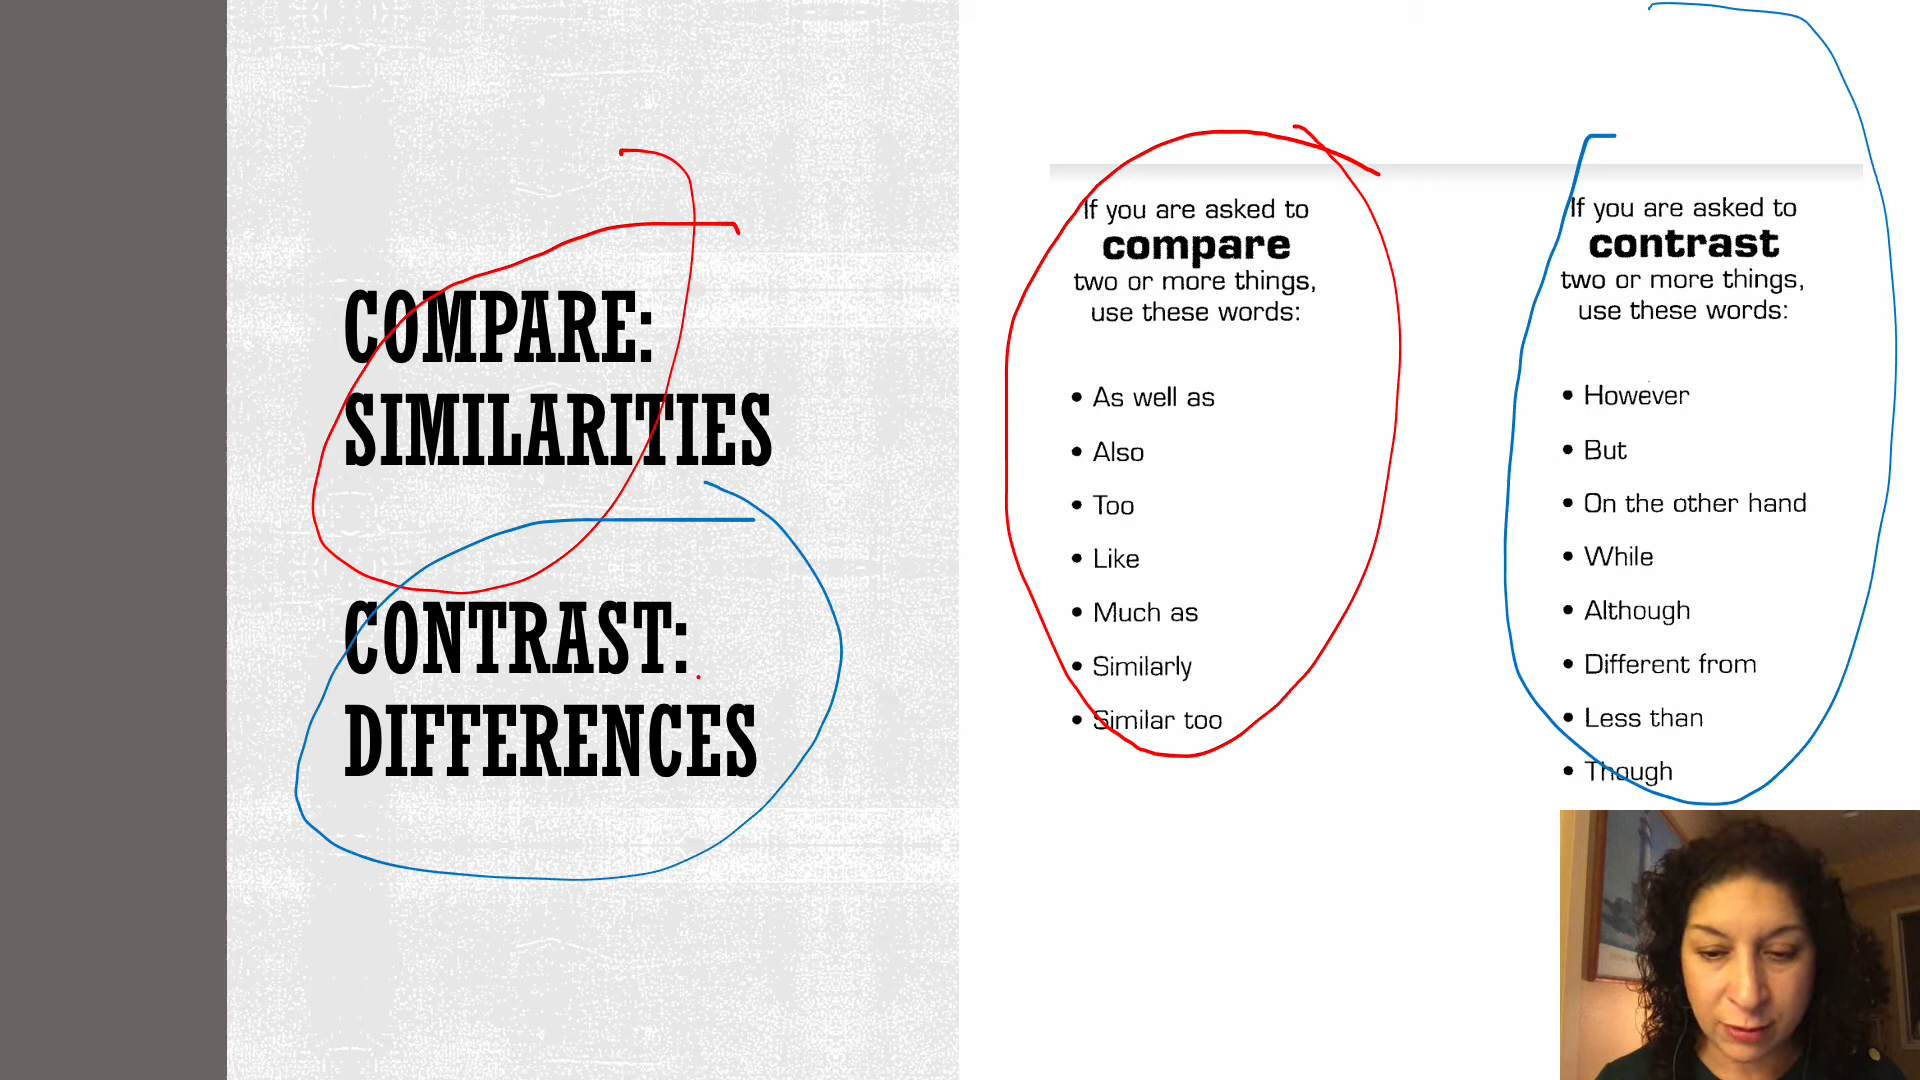 COMPARE:
SIMILARITIES
CONTRAST:
DIFFERENCES
If you are asked to
compare
two or more things,
use these words:
• As well as
• Also
• Too
• Like
• Much as
• Similarly
• Similar too
If you are asked to
contrast
two or more things,
use these words:
• However
• But
• On the other hand
• While
• Although
• Different from
• Less than
• Though